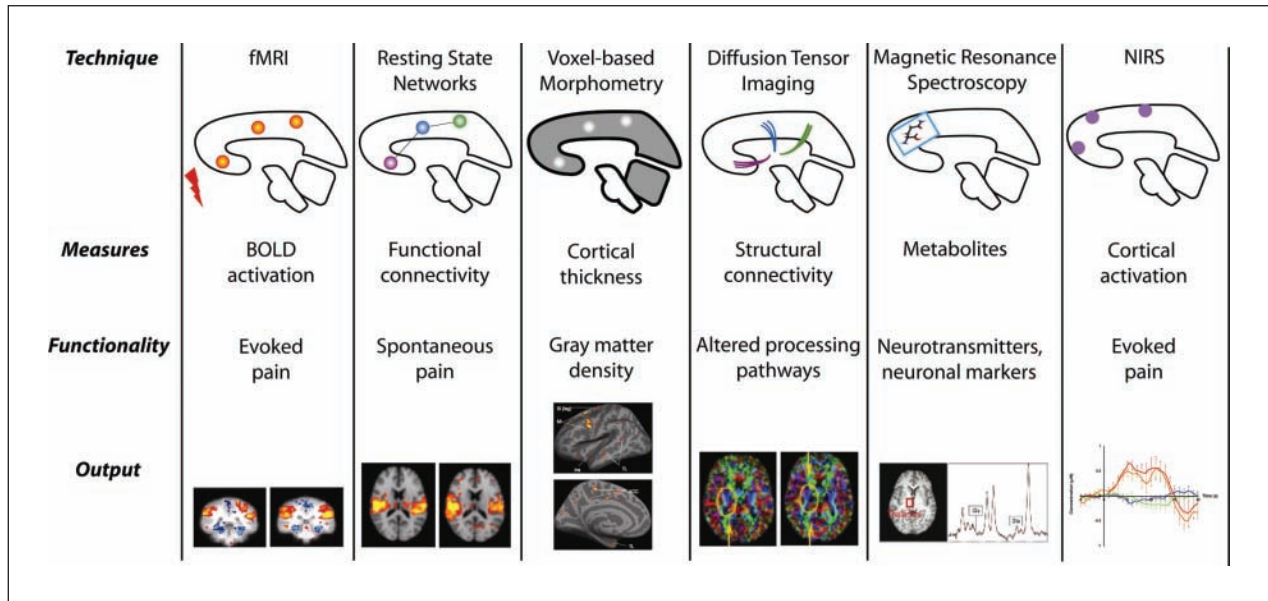 Technique
fMRI
Resting State
Networks
Voxel-based
Morphometry
Diffusion Tensor
Imaging
Magnetic Resonance
Spectroscopy
NIRS
Measures
BOLD
activation
Functional
connectivity
Cortical
thickness
Structural
connectivity
Metabolites
Cortical
activation
Functionality
Evoked
pain
Spontaneous
pain
Gray matter
density
Altered processing
pathways
Neurotransmitters,
neuronal markers
Evoked
pain
Output